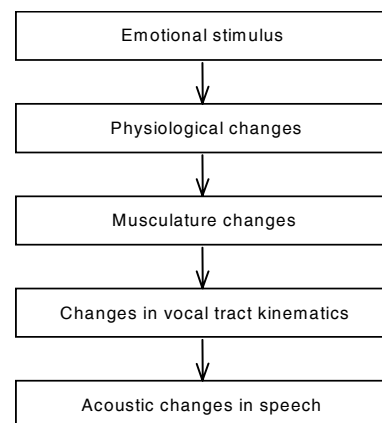 Emotional stimulus
Physiological changes
Musculature changes
Changes in vocal tract kinematics
Acoustic changes in speech